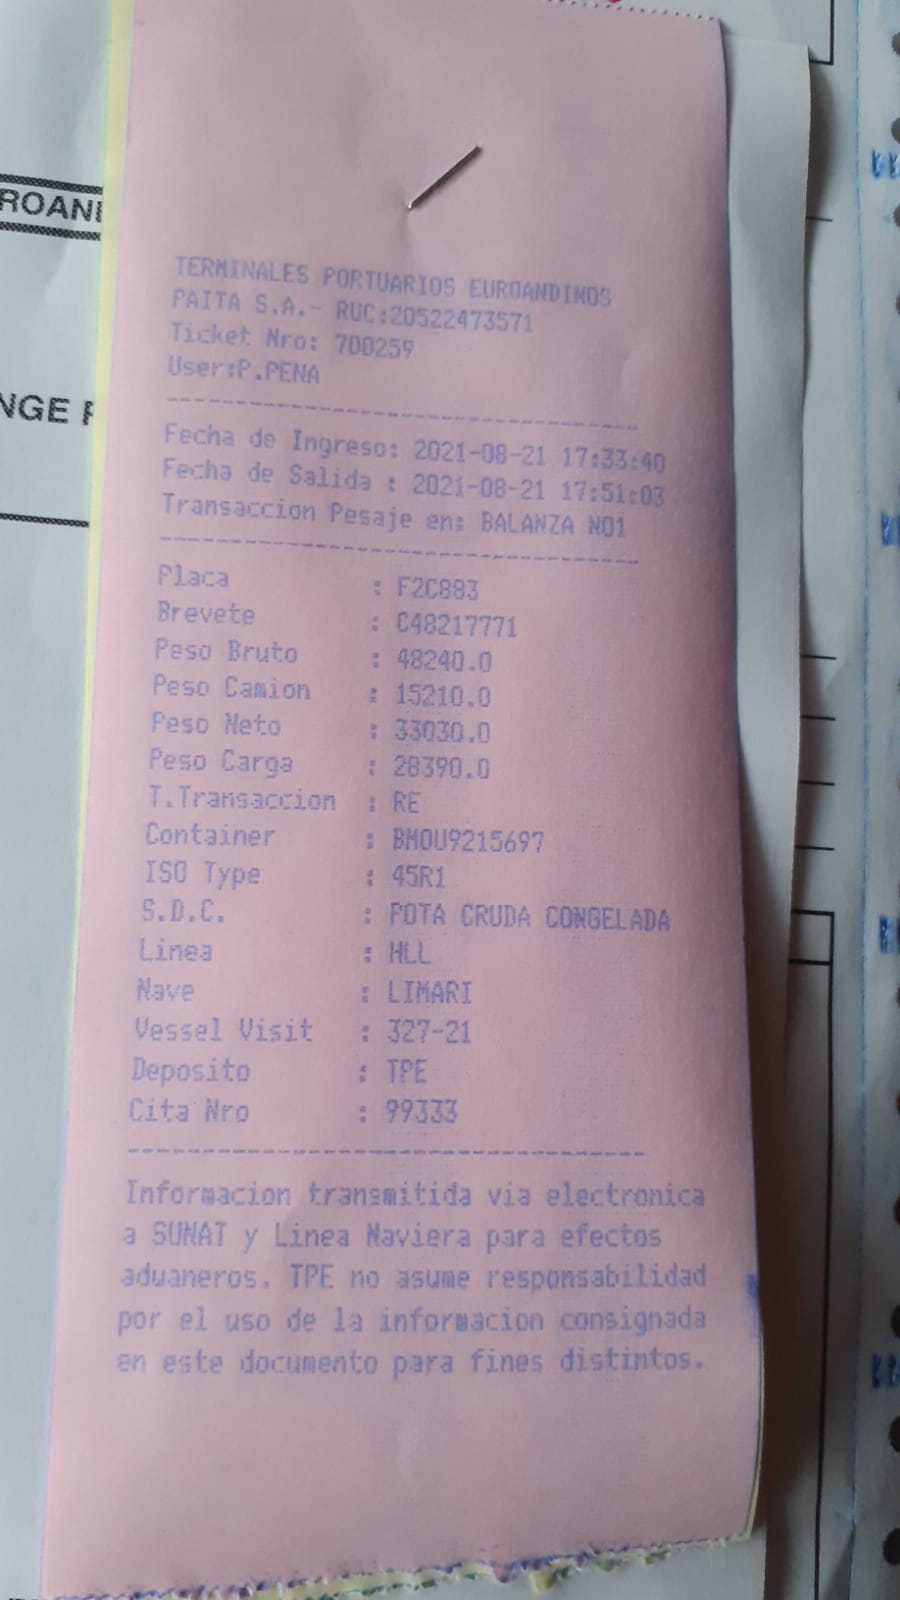 ROANI
NGE
TERMINALES PORTUARIOS EUROANDINOS
PAITA S.A.- RUC:20522473571
Ticket Nro: 700259
User:P.PENA
Fecha de Ingreso: 2021-08-21 17:33:40
Fecha de Salida : 2021-08-21 17:51:03
Transaccion Pesaje en: BALANZA NO1
Placa : F2C883
Brevete : C48217771
Peso Bruto : 48240.0
Peso Camion : 15210.0
Peso Neto : 33030.0
Peso Carga : 28390.0
T.Transaccion : RE
Container : BMOU9215697
ISO Type : 45R1
S.D.C. : POTA CRUDA CONGELADA
Linea : HLL
Nave : LIMARI
Vessel Visit : 327-21
Deposito : TPE
Cita Nro : 99333
Informacion transmitida via electronica
a SUNAT y Linea Naviera para efectos
aduaneros. TPE no asume responsabilidad
por el uso de la informacion consignada
en este documento para fines distintos.